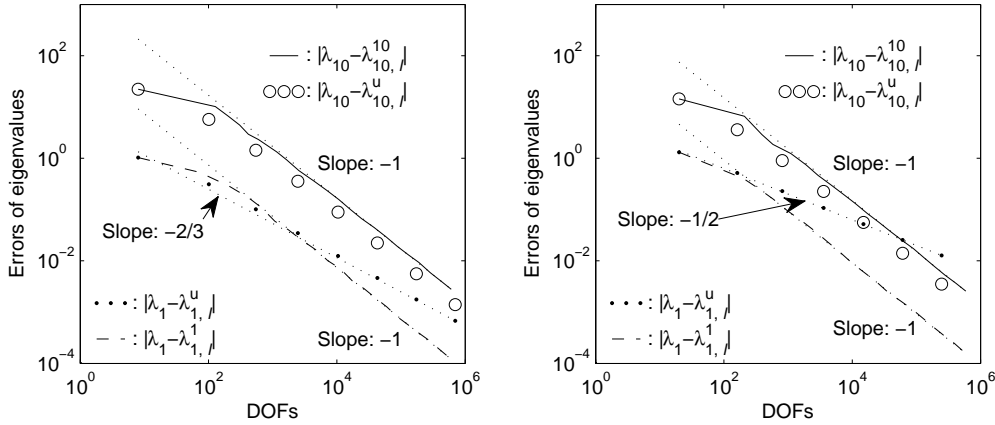 Errors of eigenvalues
10^2
10^0
10^−2
10^−4
10^0
10^2
10^4
10^6
DOFs
: |λ_10−λ^10_10, l|
: |λ_10−λ^u_10, l|
Slope: −1
Slope: −2/3
: |λ_1−λ^u_1, l|
: |λ_1−λ^1_1, l|
Slope: −1
Errors of eigenvalues
10^2
10^0
10^−2
10^−4
10^0
10^2
10^4
10^6
DOFs
: |λ_10−λ^10_10, l|
: |λ_10−λ^u_10, l|
Slope: −1
Slope: −1/2
: |λ_1−λ^u_1, l|
: |λ_1−λ^1_1, l|
Slope: −1